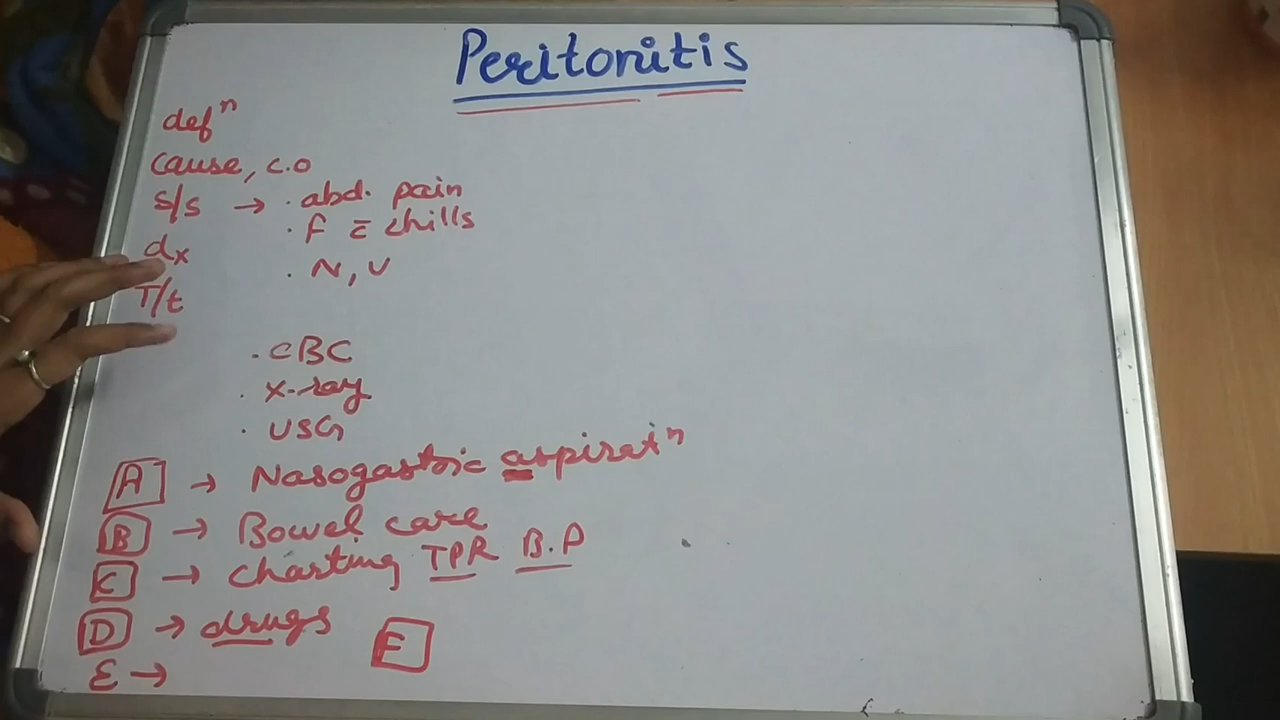 Peritonitis
defⁿ
cause, c.o
s/s → . abd. pain
. F c̄ chills
dx . N, V
T/t
. CBC
. x-ray
. USG
A → Nasogastric aspiratⁿ
B → Bowel care
C → charting TPR B.P
D → drugs
E → E